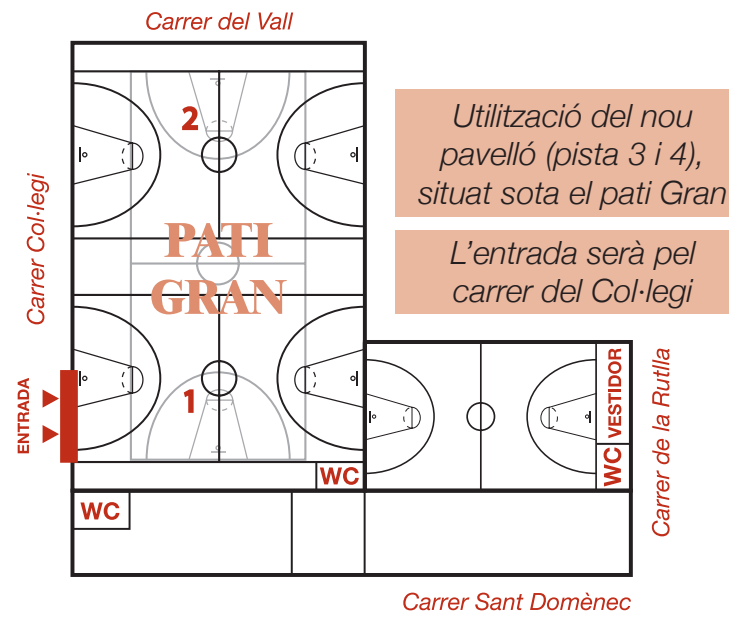 Carrer del Vall
2
Utilització del nou
pavelló (pista 3 i 4),
situat sota el pati Gran
L'entrada serà pel
carrer del Col·legi
Carrer Col·legi
PATI
GRAN
ENTRADA
1
VESTIDOR
WC
Carrer de la Rutlla
WC
WC
Carrer Sant Domènec